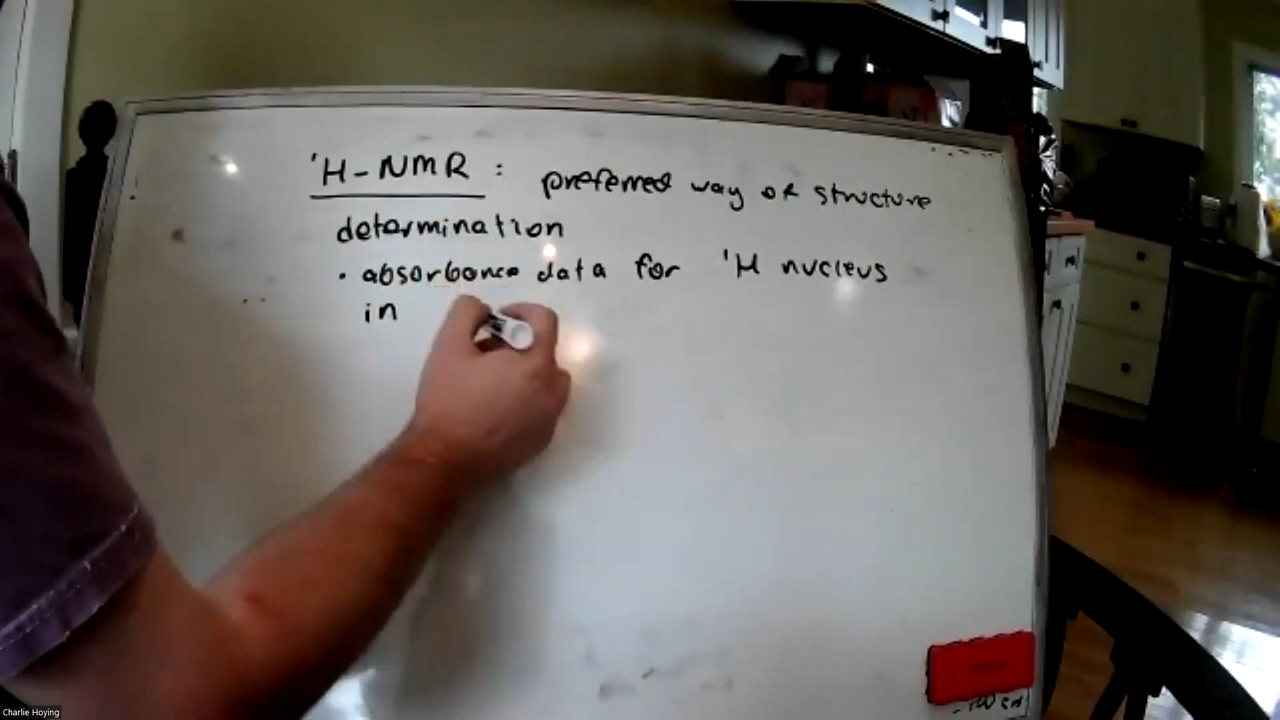 ¹H-NMR : preferred way of structure
determination
• absorbance data for ¹H nucleus
in
Charlie Hoying